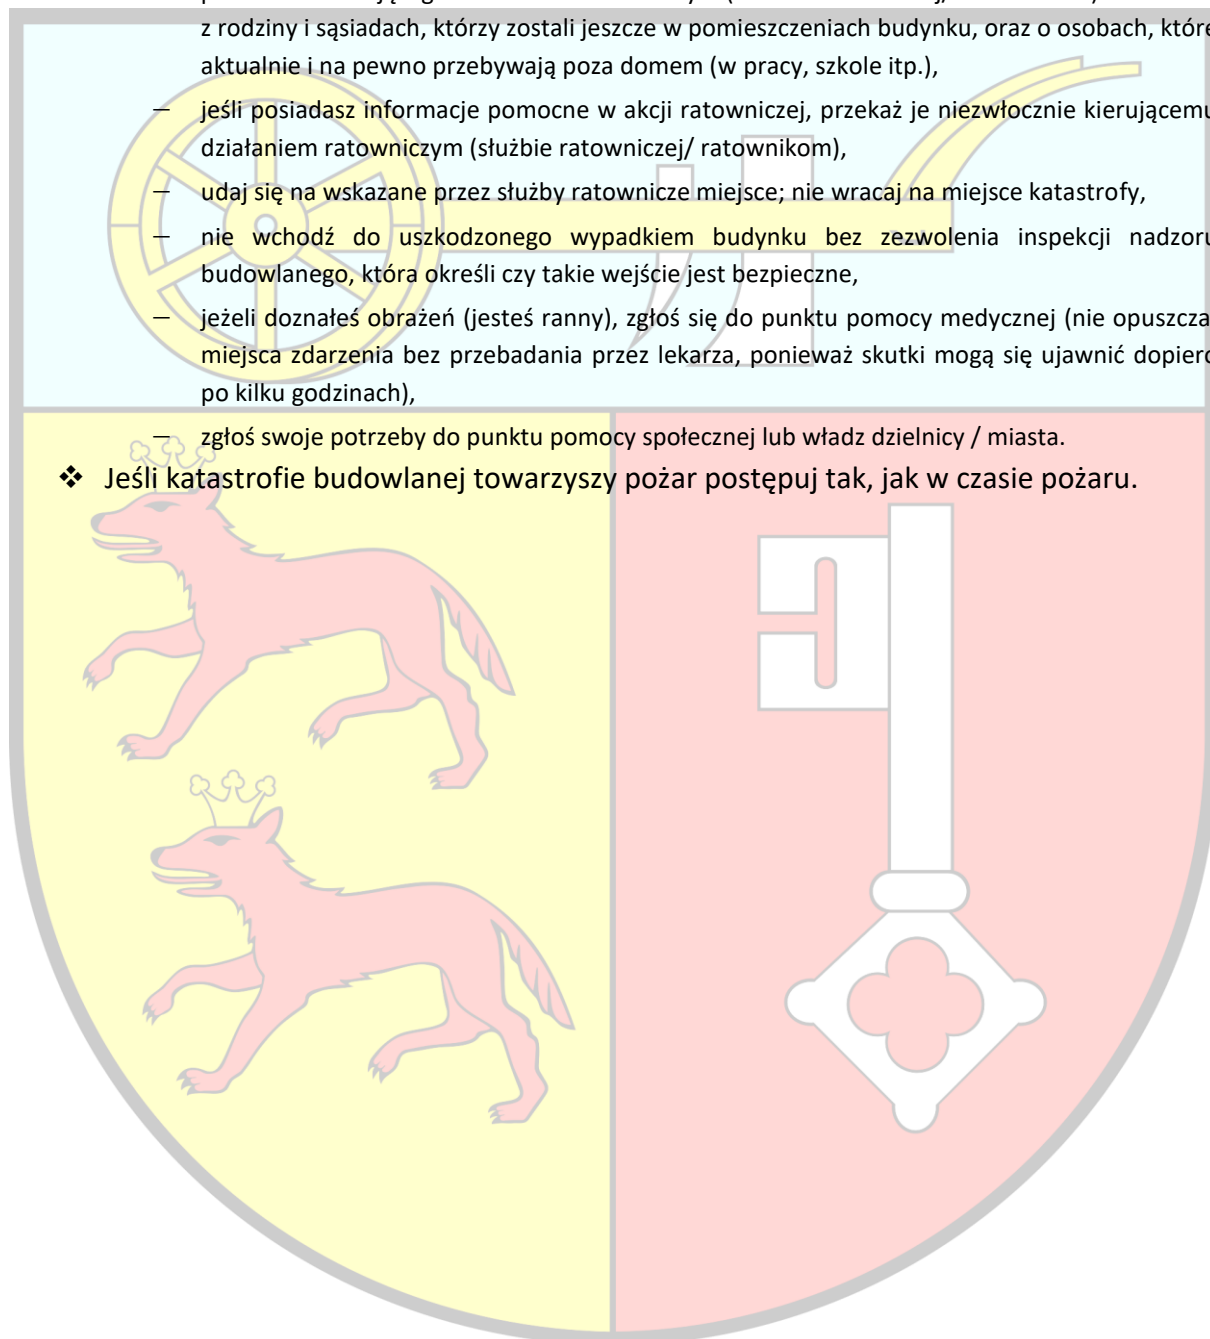 z rodziny i sąsiadach, którzy zostali jeszcze w pomieszczeniach budynku, oraz o osobach, które
aktualnie i na pewno przebywają poza domem (w pracy, szkole itp.),
— jeśli posiadasz informacje pomocne w akcji ratowniczej, przekaż je niezwłocznie kierującemu
działaniem ratowniczym (służbie ratowniczej/ ratownikom),
— udaj się na wskazane przez służby ratownicze miejsce; nie wracaj na miejsce katastrofy,
— nie wchodź do uszkodzonego wypadkiem budynku bez zezwolenia inspekcji nadzoru
budowlanego, która określi czy takie wejście jest bezpieczne,
— jeżeli doznałeś obrażeń (jesteś ranny), zgłoś się do punktu pomocy medycznej (nie opuszcza
miejsca zdarzenia bez przebadania przez lekarza, ponieważ skutki mogą się ujawnić dopiero
po kilku godzinach),
— zgłoś swoje potrzeby do punktu pomocy społecznej lub władz dzielnicy / miasta.
❖ Jeśli katastrofie budowlanej towarzyszy pożar postępuj tak, jak w czasie pożaru.